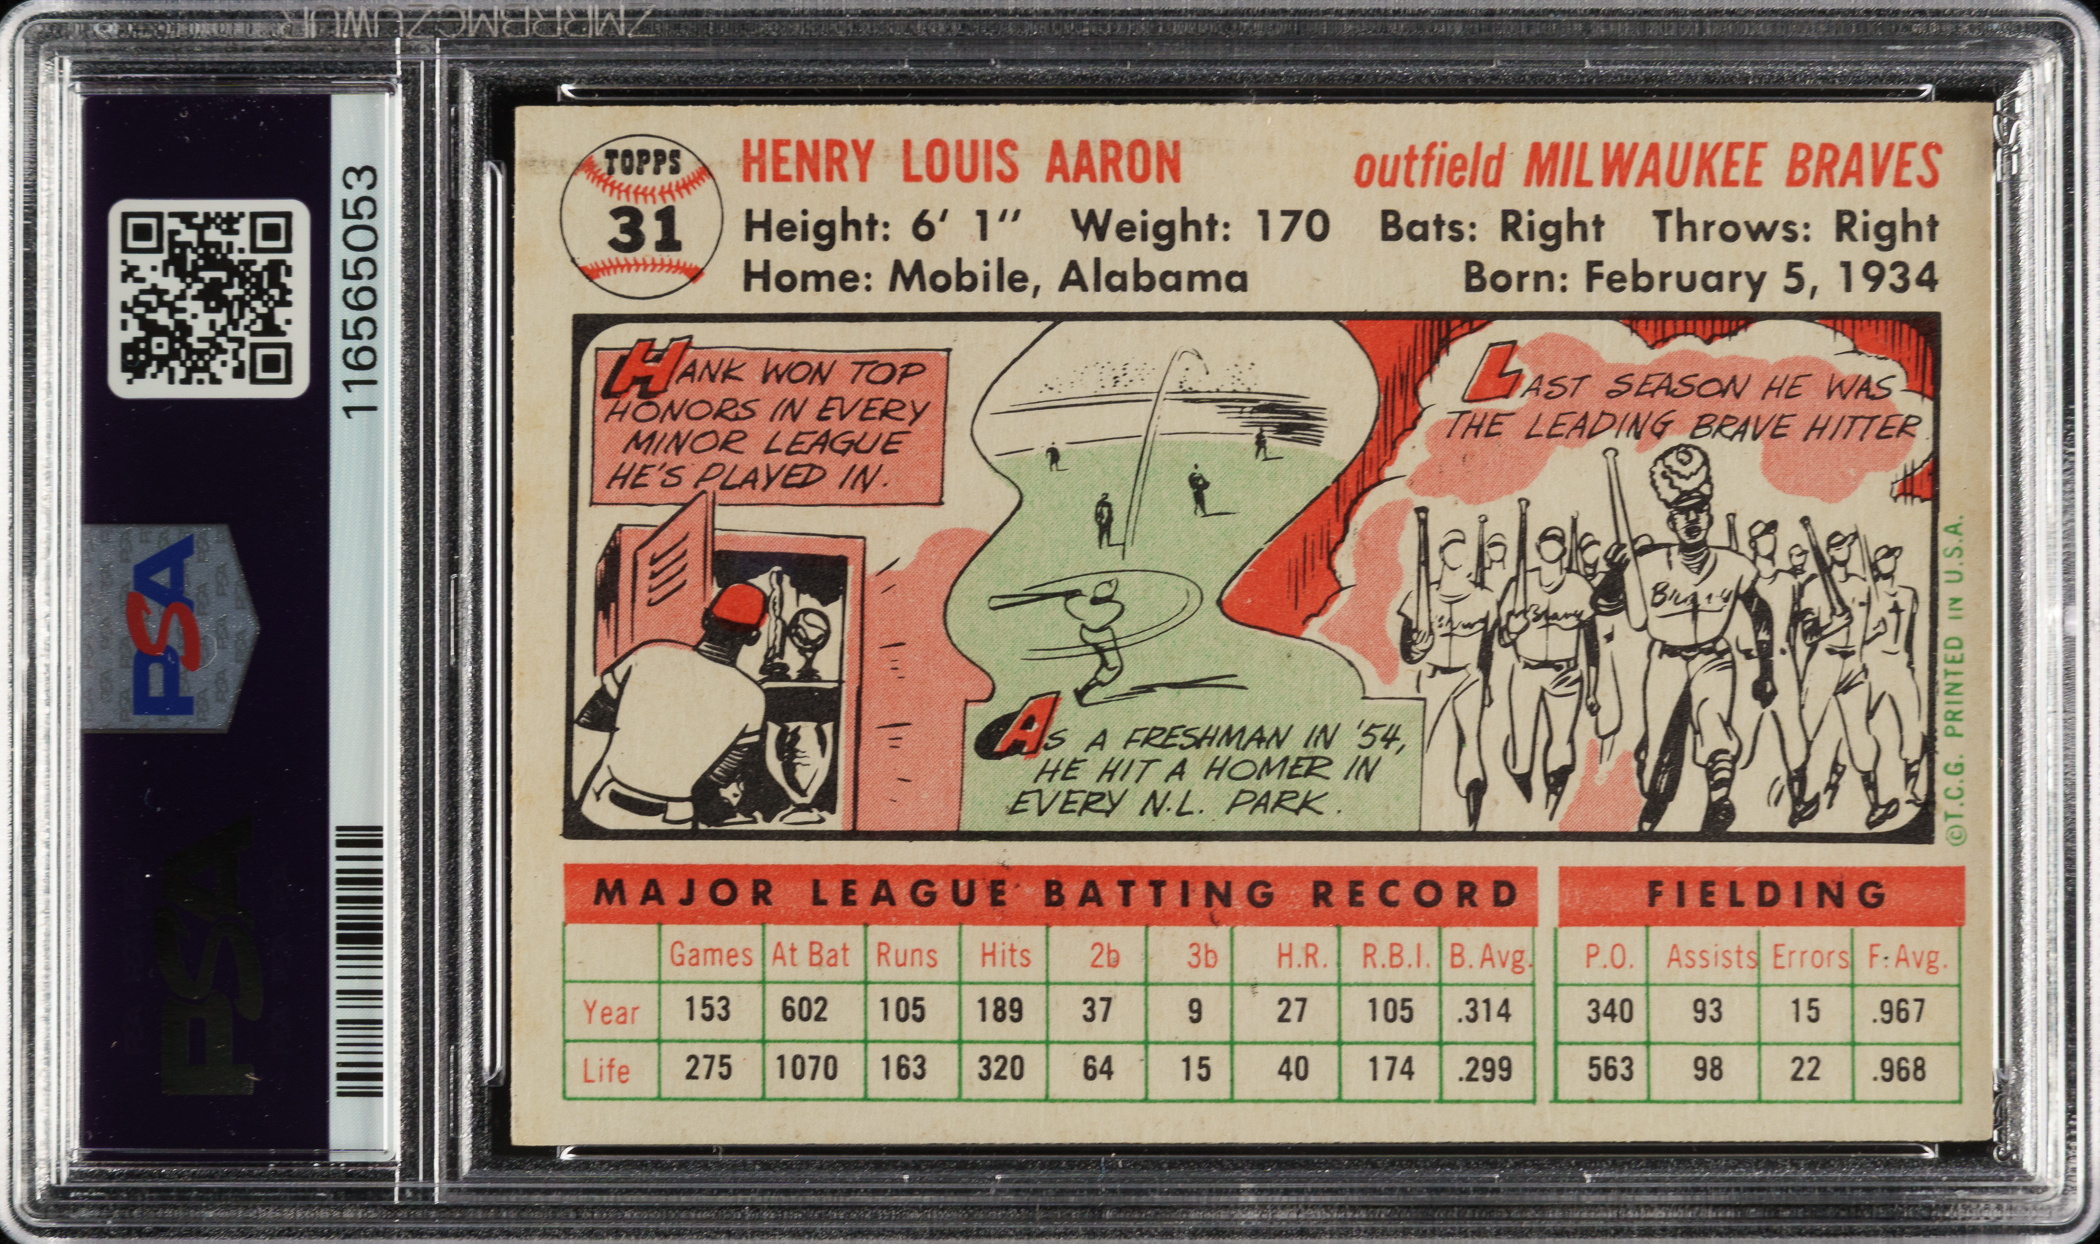 116565053
PSA
PSA
TOPPS
31
HENRY LOUIS AARON
outfield MILWAUKEE BRAVES
Height: 6' 1" Weight: 170 Bats: Right Throws: Right
Home: Mobile, Alabama Born: February 5, 1934
HANK WON TOP
HONORS IN EVERY
MINOR LEAGUE
HE'S PLAYED IN.
AS A FRESHMAN IN '54,
HE HIT A HOMER IN
EVERY N.L. PARK.
LAST SEASON HE WAS
THE LEADING BRAVE HITTER
Braves
©T.C.G. PRINTED IN U.S.A.
MAJOR LEAGUE BATTING RECORD FIELDING
Games At Bat Runs Hits 2b 3b H.R. R.B.I. B. Avg. P.O. Assists Errors F. Avg.
Year 153 602 105 189 37 9 27 105 .314 340 93 15 .967
Life 275 1070 163 320 64 15 40 174 .299 563 98 22 .968